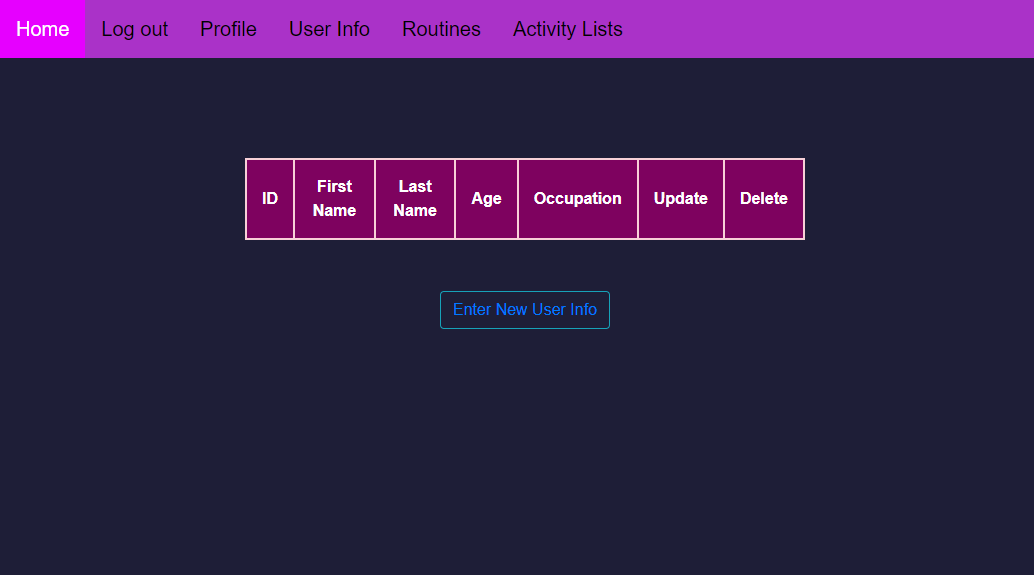 Home Log out Profile User Info Routines Activity Lists
ID First Name Last Name Age Occupation Update Delete
Enter New User Info